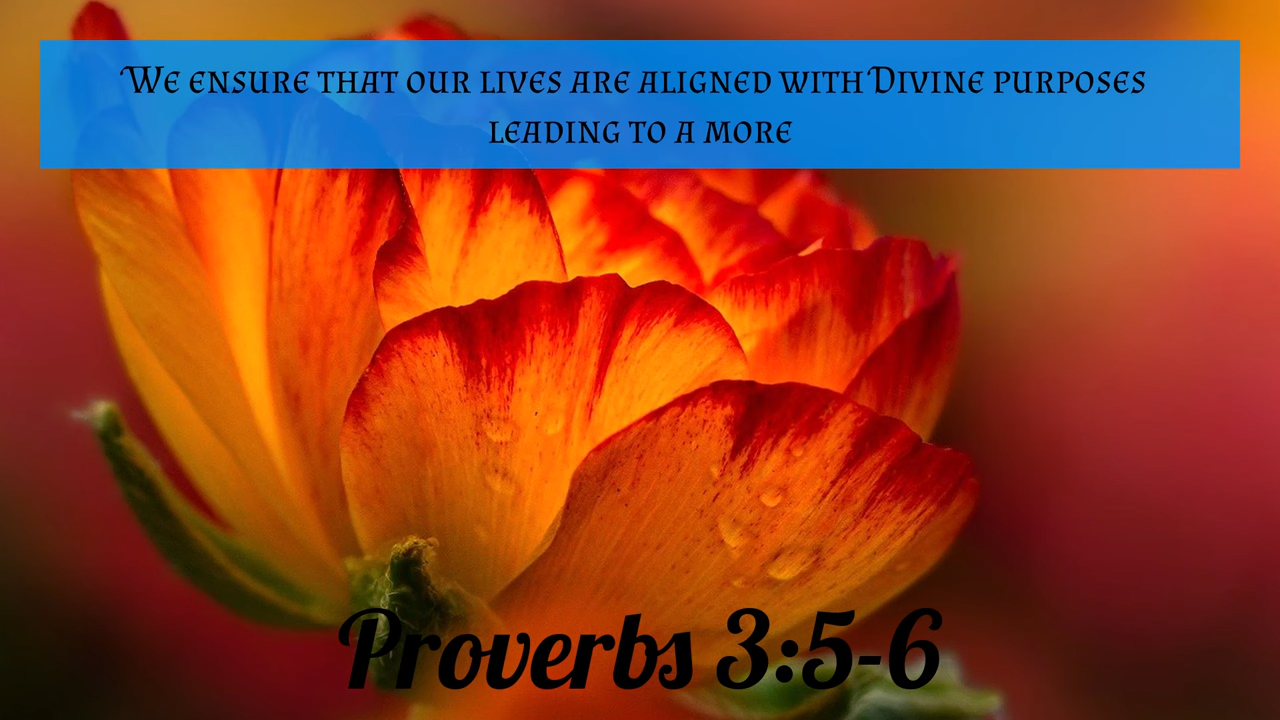 We ensure that our lives are aligned with Divine purposes
leading to a more
Proverbs 3:5-6